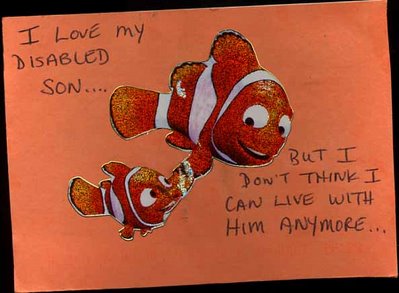 I LOVE my
DISABLED
SON....
BUT I
DON'T THINK I
CAN LIVE WITH
HIM ANYMORE...